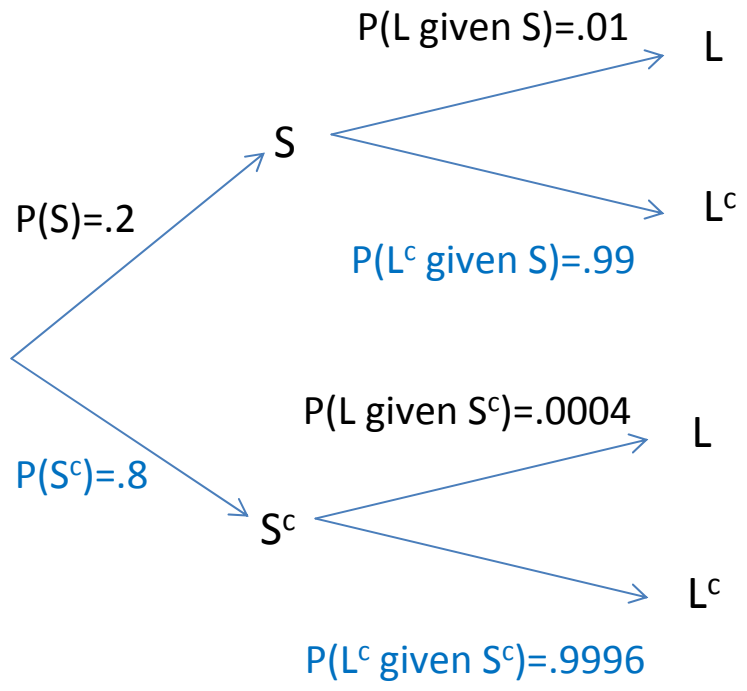 P(L given S)=.01
L
S
P(S)=.2
Lᶜ
P(Lᶜ given S)=.99
P(L given Sᶜ)=.0004
L
P(Sᶜ)=.8
Sᶜ
Lᶜ
P(Lᶜ given Sᶜ)=.9996